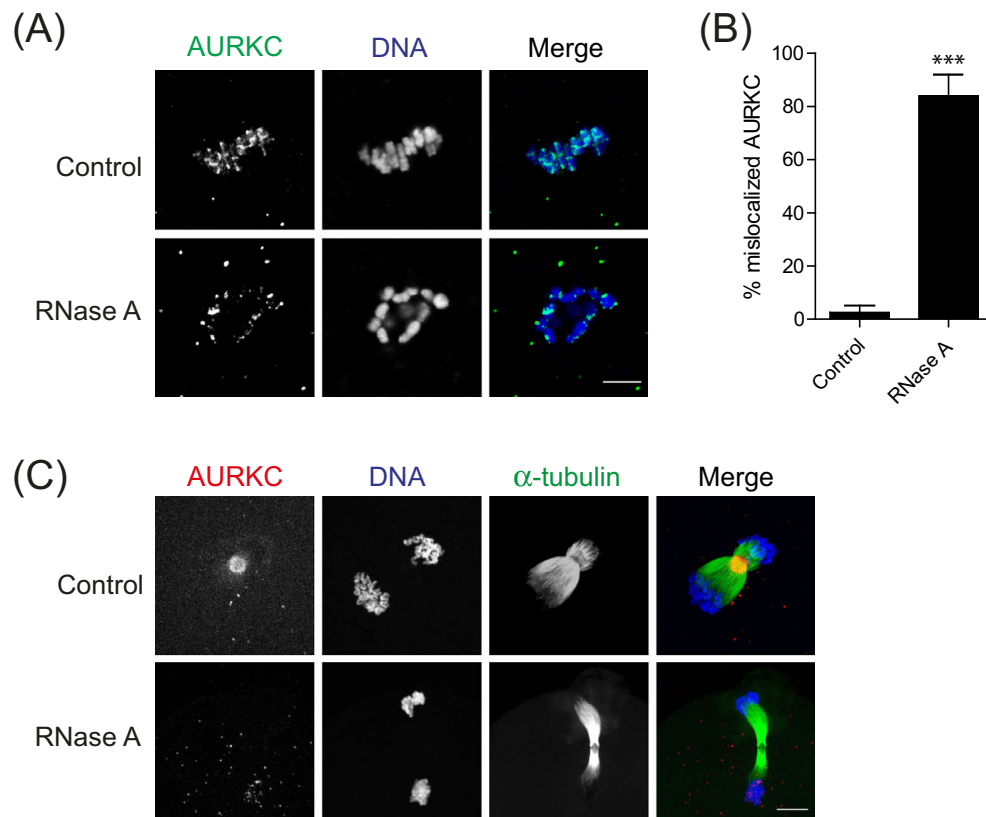 (A)
AURKC DNA Merge
Control
RNase A
(B)
% mislocalized AURKC
100
80
60
40
20
0
***
Control
RNase A
(C)
AURKC DNA α-tubulin Merge
Control
RNase A